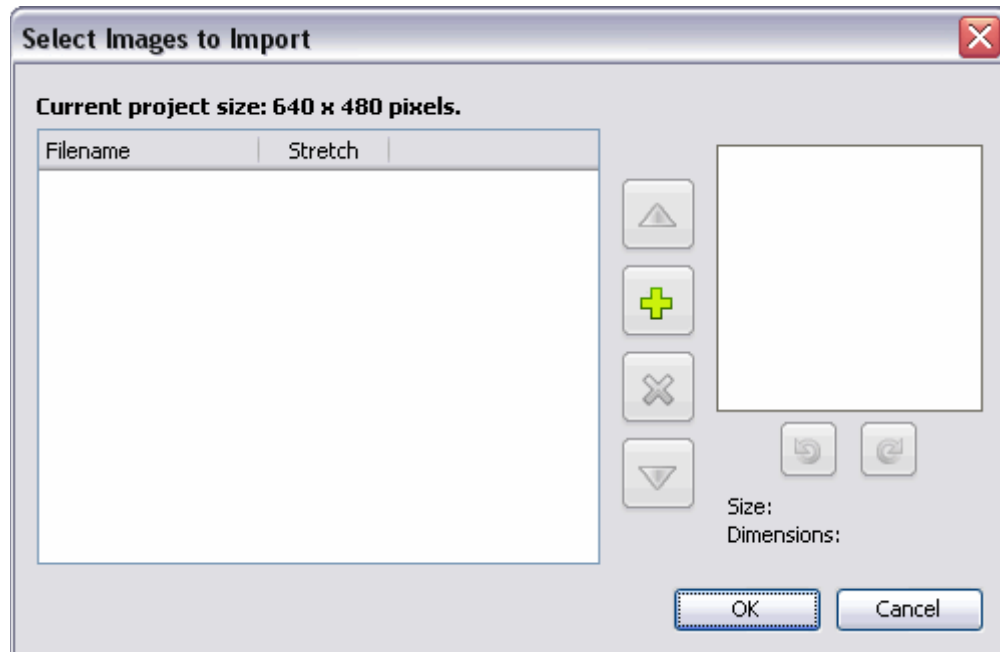 Select Images to Import
Current project size: 640 x 480 pixels.
Filename Stretch
Size:
Dimensions:
OK Cancel